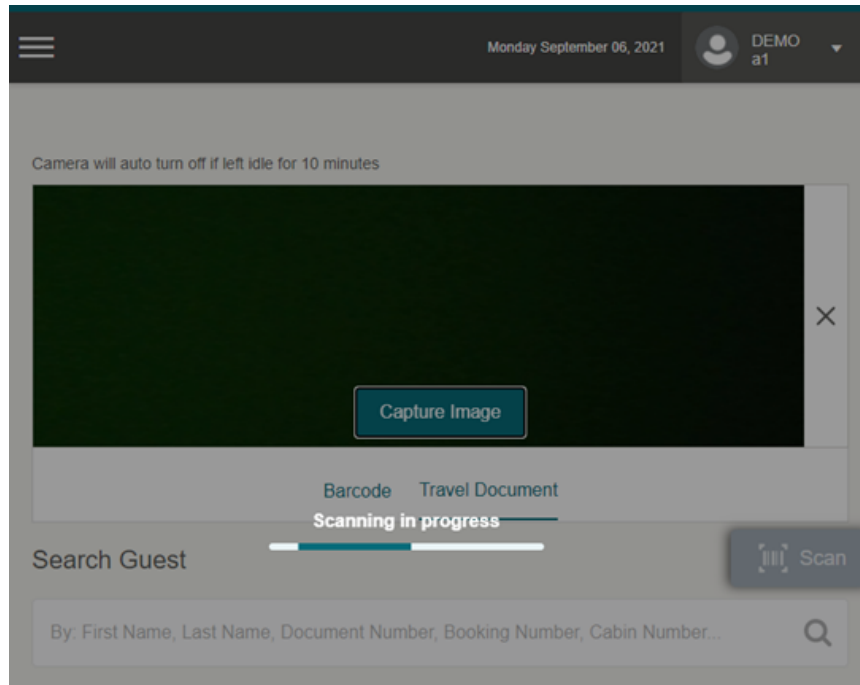 Monday September 06, 2021
DEMO
a1
Camera will auto turn off if left idle for 10 minutes
Capture Image
Barcode Travel Document
Scanning in progress
Search Guest
Scan
By: First Name, Last Name, Document Number, Booking Number, Cabin Number...